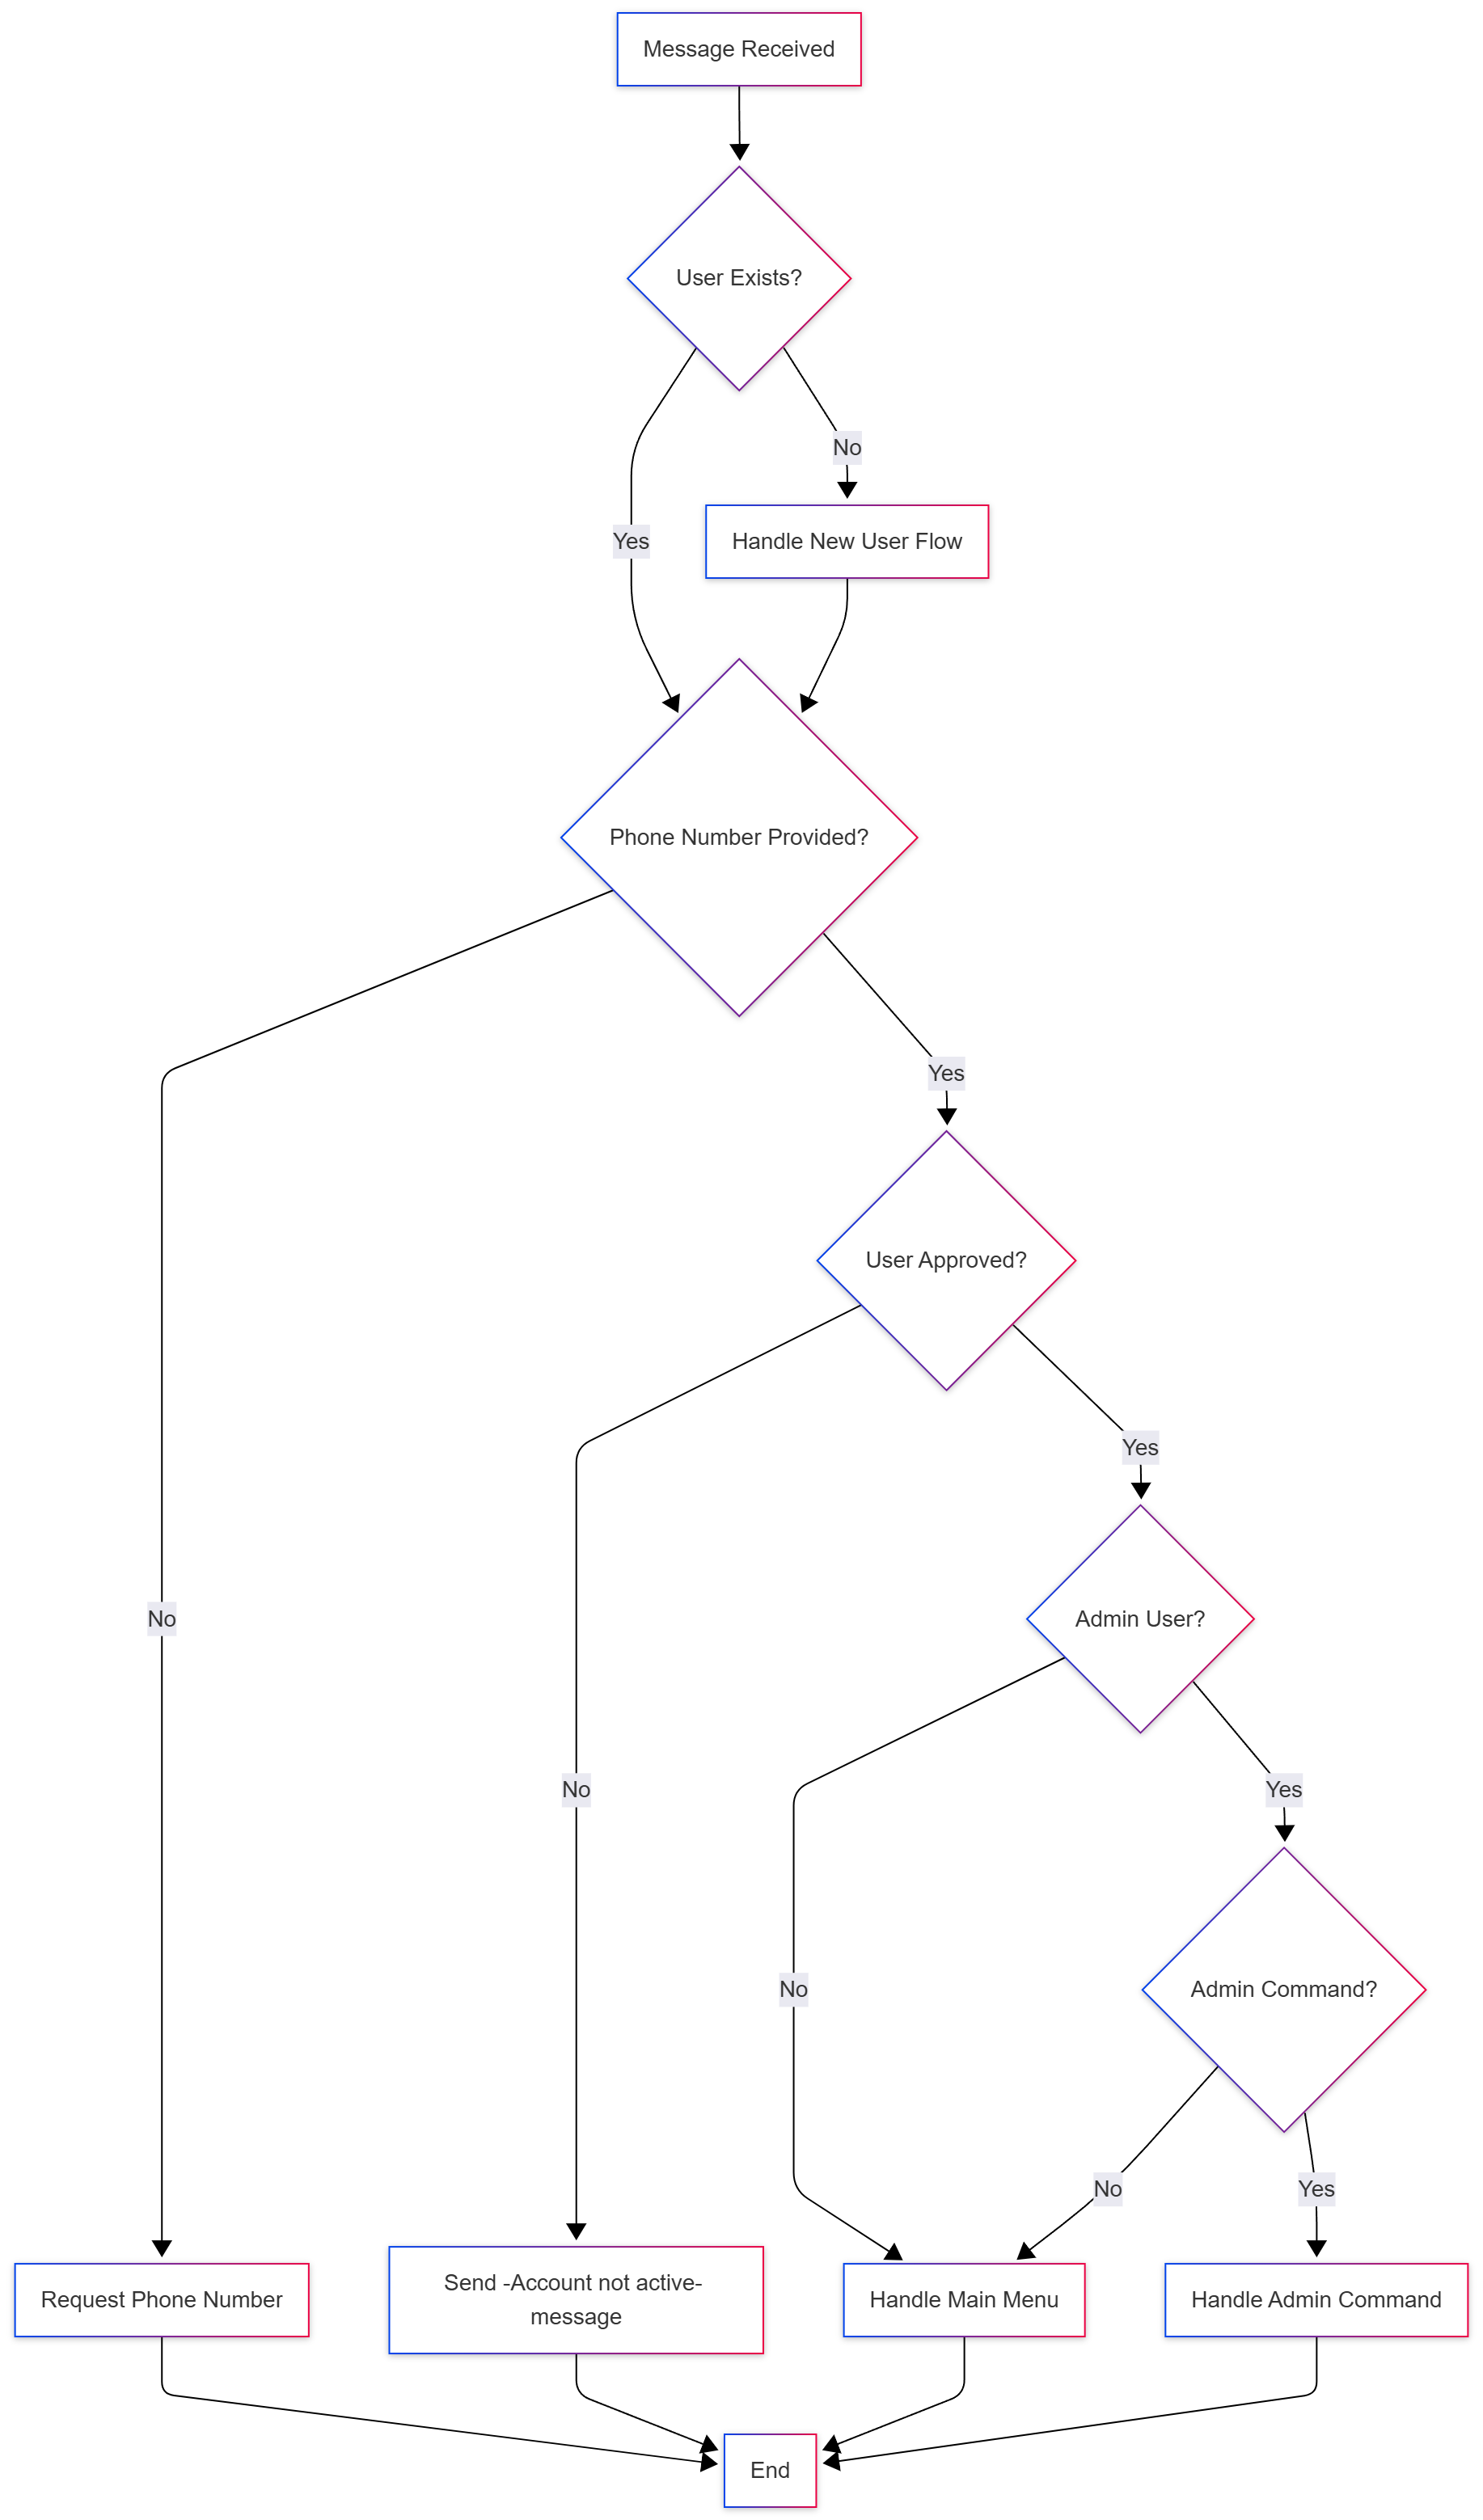 Message Received
User Exists?
No
Yes
Handle New User Flow
Phone Number Provided?
Yes
User Approved?
Yes
No
Admin User?
No
Yes
No
Admin Command?
No
Yes
Request Phone Number
Send -Account not active-
message
Handle Main Menu
Handle Admin Command
End